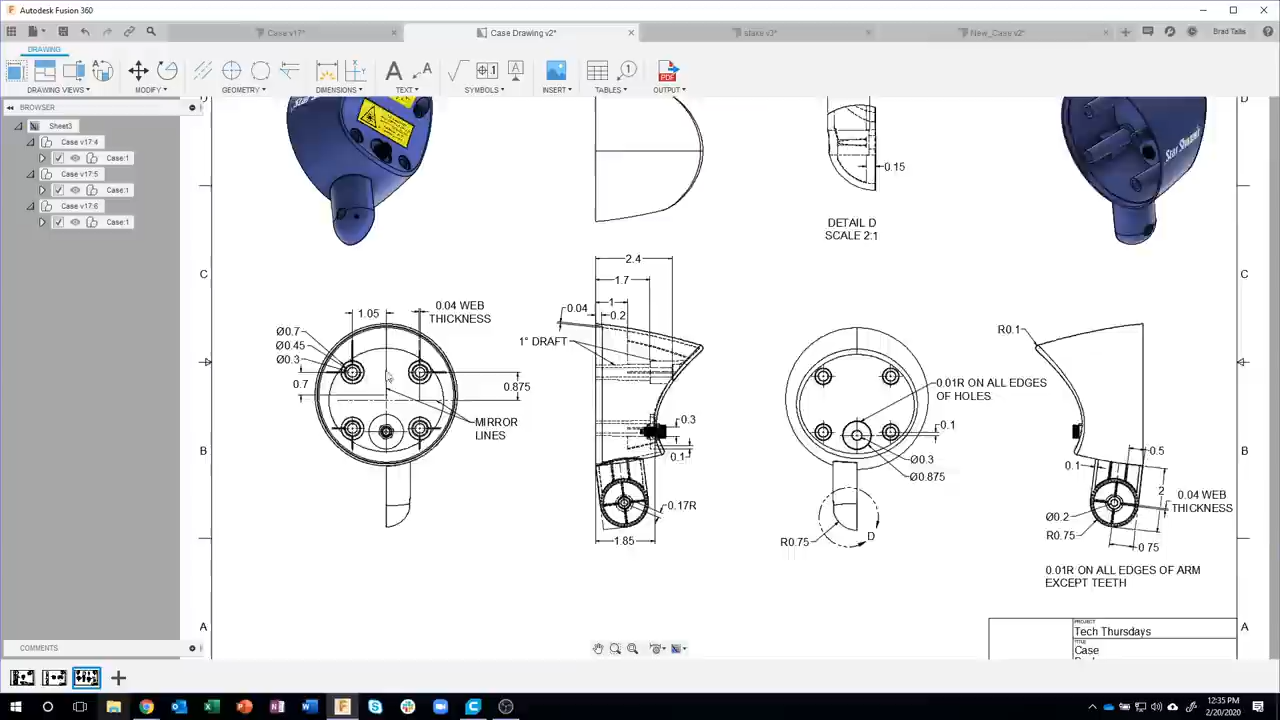 Autodesk Fusion 360
Case v17*
Case Drawing v2*
stake v3*
New_Case v2*
Brad Tallis
DRAWING
DRAWING VIEWS
MODIFY
GEOMETRY
DIMENSIONS
TEXT
SYMBOLS
INSERT
TABLES
OUTPUT
BROWSER
Sheet3
Case v17:4
Case:1
Case v17:5
Case:1
Case v17:6
Case:1
D
D
0.15
DETAIL D
SCALE 2:1
C
C
2.4
1.7
1
0.2
0.04
1° DRAFT
1.05
0.04 WEB
THICKNESS
Ø0.7
Ø0.45
Ø0.3
0.7
0.875
MIRROR
LINES
0.3
0.1
0.17R
1.85
0.01R ON ALL EDGES
OF HOLES
0.1
Ø0.3
Ø0.875
R0.75
D
R0.1
0.5
0.1
2
0.04 WEB
THICKNESS
Ø0.2
R0.75
0.75
0.01R ON ALL EDGES OF ARM
EXCEPT TEETH
B
B
A
A
PROJECT
Tech Thursdays
TITLE
Case
COMMENTS
12:35 PM
2/20/2020